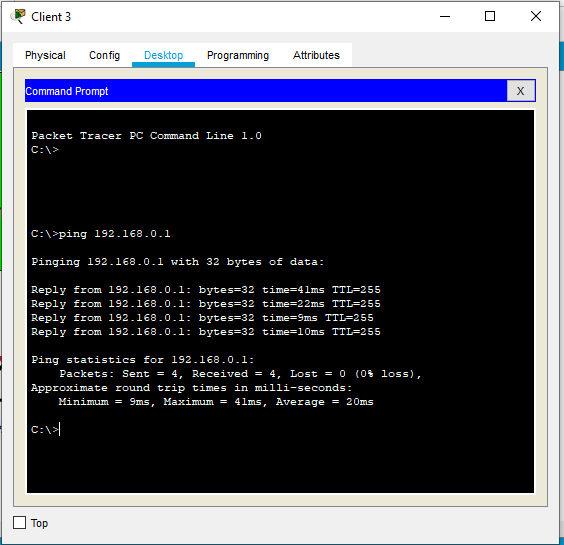 Client 3
Physical Config Desktop Programming Attributes
Command Prompt X
Packet Tracer PC Command Line 1.0
C:\>
C:\>ping 192.168.0.1
Pinging 192.168.0.1 with 32 bytes of data:
Reply from 192.168.0.1: bytes=32 time=41ms TTL=255
Reply from 192.168.0.1: bytes=32 time=22ms TTL=255
Reply from 192.168.0.1: bytes=32 time=9ms TTL=255
Reply from 192.168.0.1: bytes=32 time=10ms TTL=255
Ping statistics for 192.168.0.1:
Packets: Sent = 4, Received = 4, Lost = 0 (0% loss),
Approximate round trip times in milli-seconds:
Minimum = 9ms, Maximum = 41ms, Average = 20ms
C:\>
Top